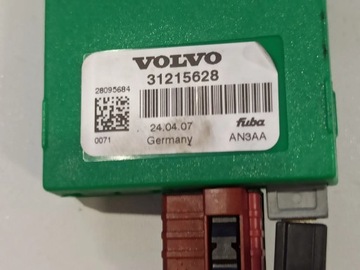 VOLVO
31215628
28095684
24.04.07
fuba
0071
Germany
AN3AA